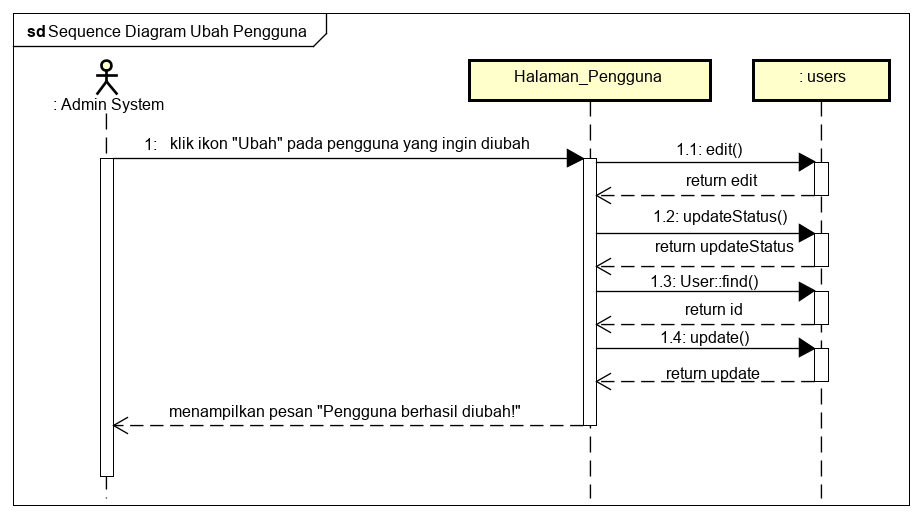 sd Sequence Diagram Ubah Pengguna
: Admin System
Halaman_Pengguna
: users
1: klik ikon "Ubah" pada pengguna yang ingin diubah
1.1: edit()
return edit
1.2: updateStatus()
return updateStatus
1.3: User::find()
return id
1.4: update()
return update
menampilkan pesan "Pengguna berhasil diubah!"